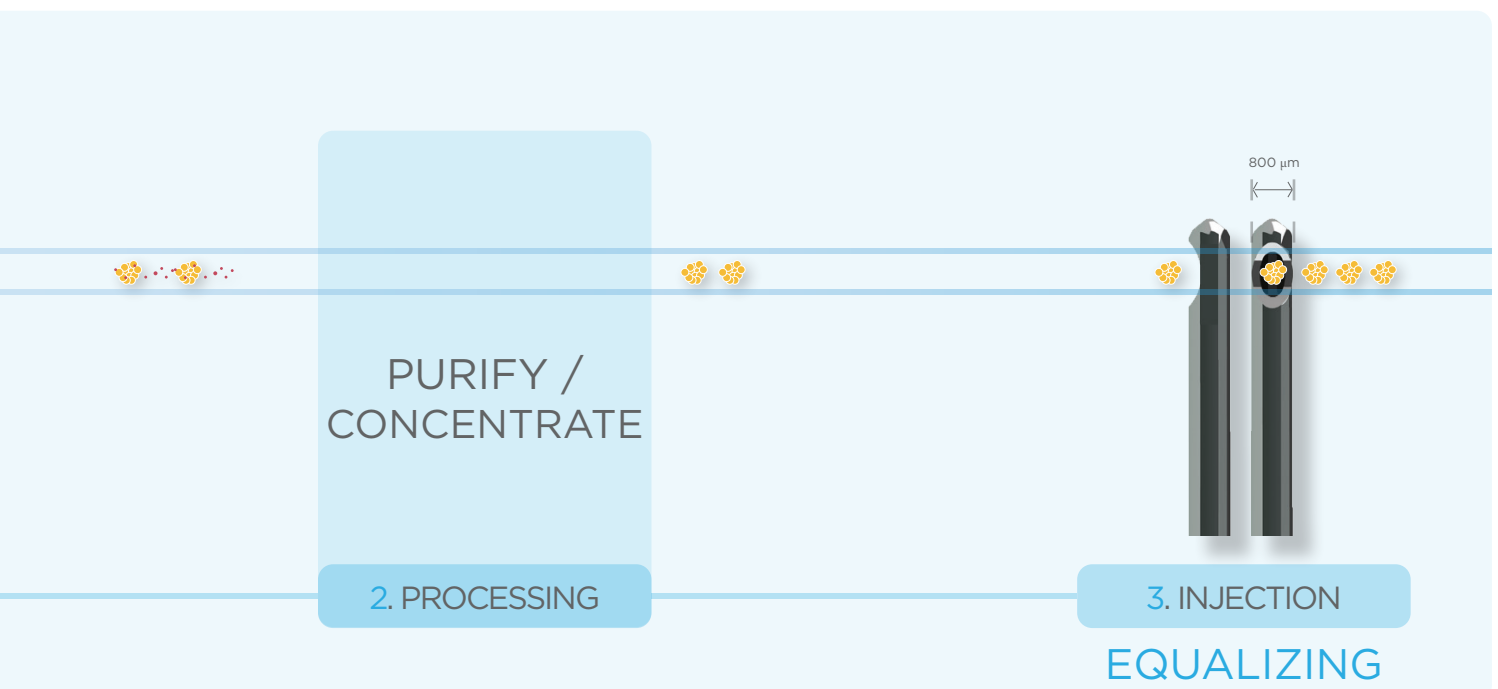 800 µm
PURIFY /
CONCENTRATE
2. PROCESSING
3. INJECTION
EQUALIZING